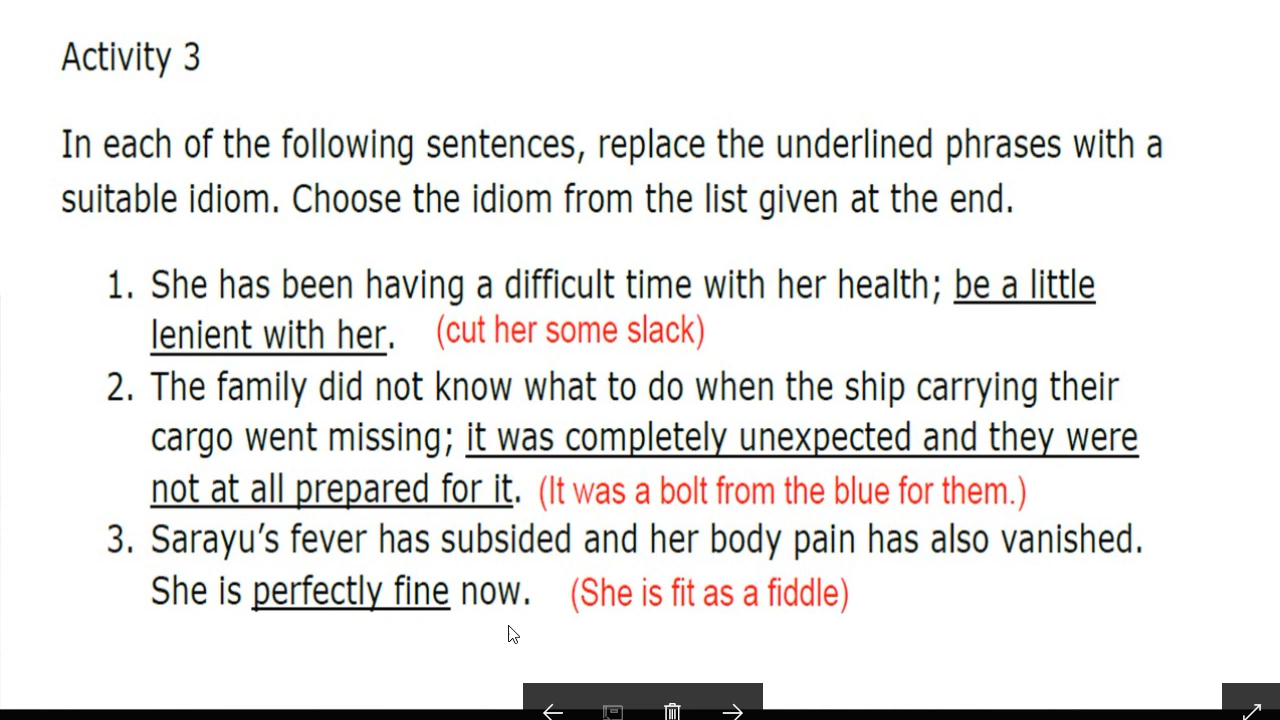 Activity 3
In each of the following sentences, replace the underlined phrases with a
suitable idiom. Choose the idiom from the list given at the end.
1. She has been having a difficult time with her health; be a little
lenient with her. (cut her some slack)
2. The family did not know what to do when the ship carrying their
cargo went missing; it was completely unexpected and they were
not at all prepared for it. (It was a bolt from the blue for them.)
3. Sarayu’s fever has subsided and her body pain has also vanished.
She is perfectly fine now. (She is fit as a fiddle)